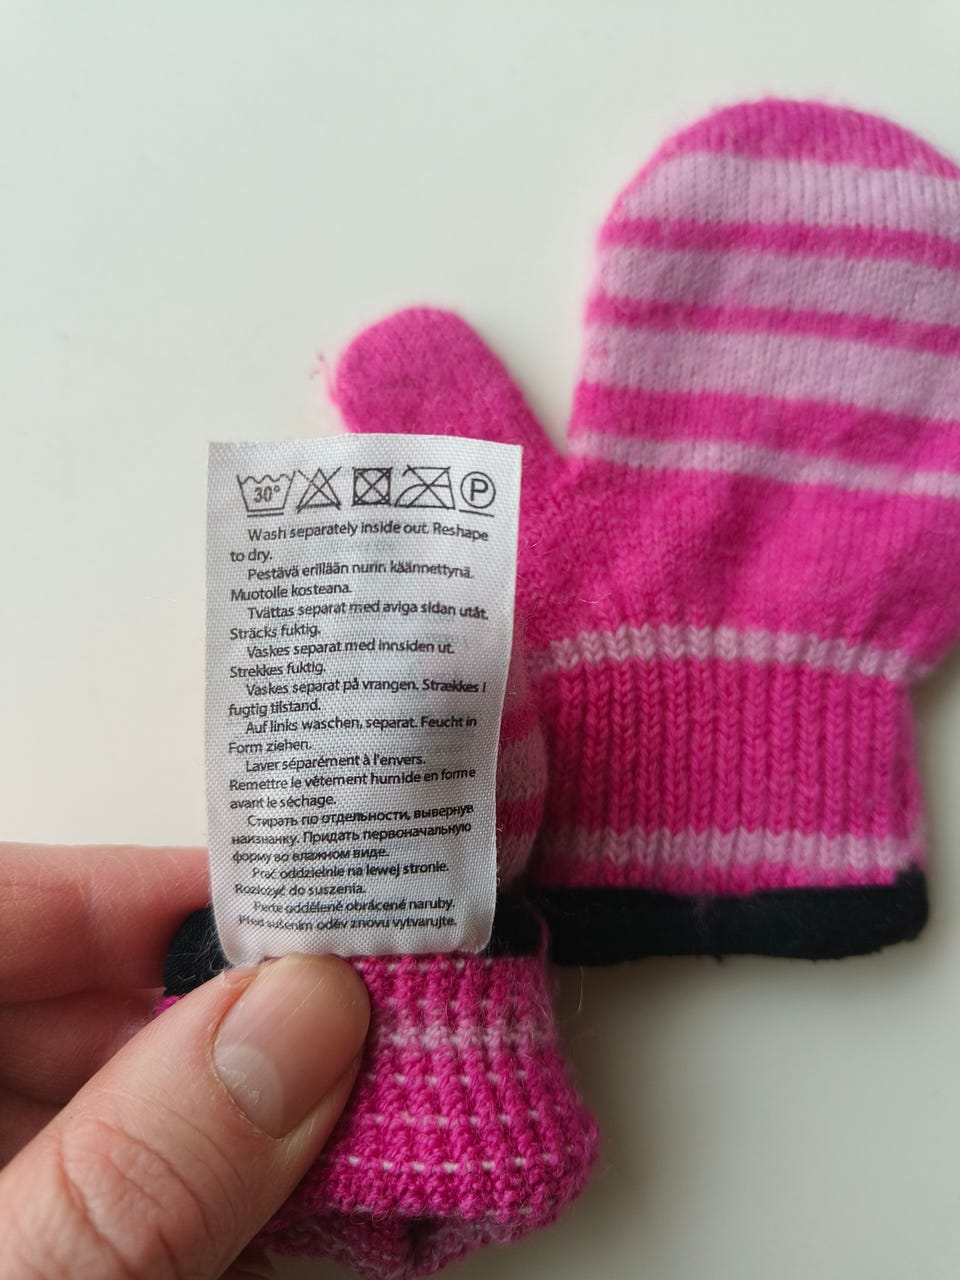 30° P
Wash separately inside out. Reshape
to dry.
Pestävä erillään nurin käännettynä.
Muotoile kosteana.
Tvättas separat med aviga sidan utåt.
Sträcks fuktig.
Vaskes separat med innsiden ut.
Strekkes fuktig.
Vaskes separat på vrangen. Strækkes i
fugtig tilstand.
Auf links waschen, separat. Feucht in
Form ziehen.
Laver séparément à l'envers.
Remettre le vêtement humide en forme
avant le séchage.
Стирать по отдельности, вывернув
наизнанку. Придать первоначальную
форму во влажном виде.
Prać oddzielnie na lewej stronie.
Rozłożyć do suszenia.
Perte odděleně obrácené naruby.
Před sušením oděv znovu vytvarujte.